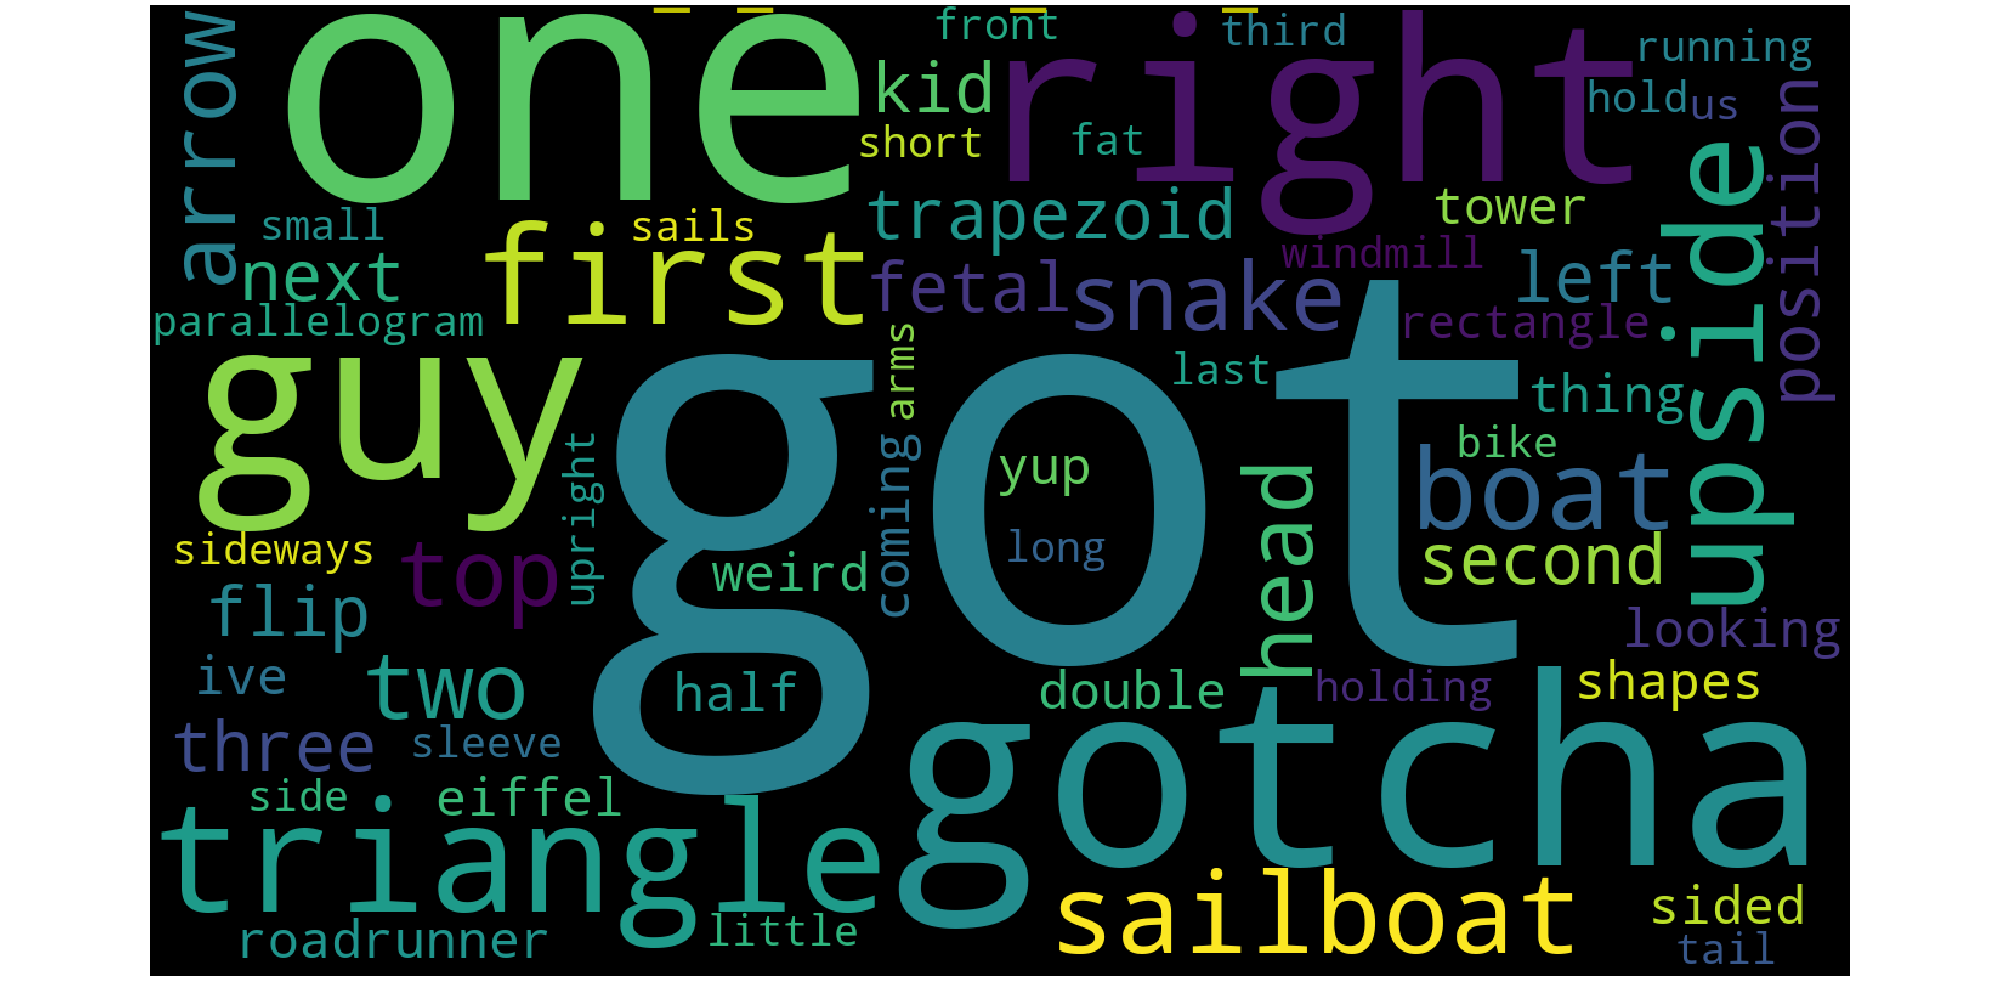 one
right
front
third
running
arrow
kid
hold
us
short
fat
position
upside
small
sails
first
trapezoid
tower
next
fetal
snake
windmill
left
parallelogram
rectangle
guy
got
arms
last
thing
upright
coming
yup
head
bike
boat
sideways
top
weird
long
second
flip
looking
ive
two
half
double
holding
shapes
three
sleeve
gotcha
side
eiffel
triangle
sailboat
sided
roadrunner
little
tail